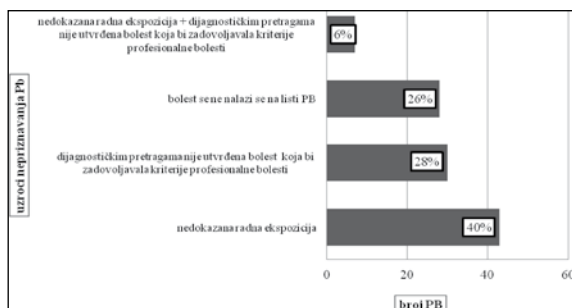 nedokazana radna ekspozicija + dijagnostičkim pretragama
nije utvrđena bolest koja bi zadovoljavala kriterije
profesionalne bolesti
6%
bolest se ne nalazi se na listi PB
26%
dijagnostičkim pretragama nije utvrđena bolest koja bi
zadovoljavala kriterije profesionalne bolesti
28%
nedokazana radna ekspozicija
40%
uzroci nepriznavanja Pb
0 20 40 60
broj PB